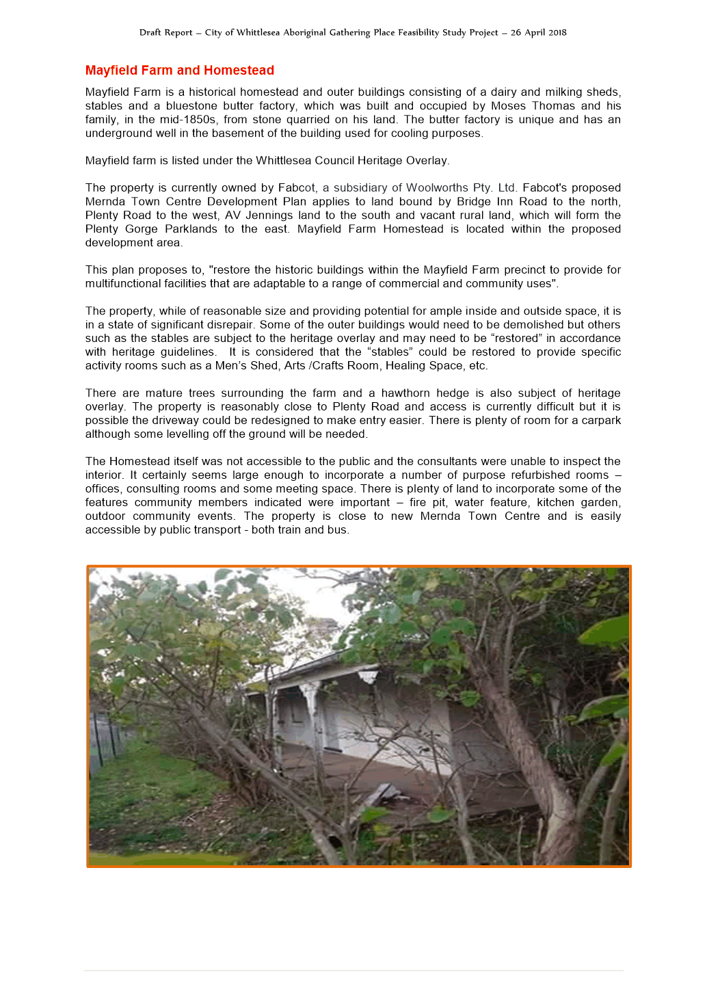 Draft Report – City of Whittlesea Aboriginal Gathering Place Feasibility Study Project – 26 April 2018
Mayfield Farm and Homestead
Mayfield Farm is a historical homestead and outer buildings consisting of a dairy and milking sheds,
stables and a bluestone butter factory, which was built and occupied by Moses Thomas and his
family, in the mid-1850s, from stone quarried on his land. The butter factory is unique and has an
underground well in the basement of the building used for cooling purposes.
Mayfield farm is listed under the Whittlesea Council Heritage Overlay.
The property is currently owned by Fabcot, a subsidiary of Woolworths Pty. Ltd. Fabcot's proposed
Mernda Town Centre Development Plan applies to land bound by Bridge Inn Road to the north,
Plenty Road to the west, AV Jennings land to the south and vacant rural land, which will form the
Plenty Gorge Parklands to the east. Mayfield Farm Homestead is located within the proposed
development area.
This plan proposes to, "restore the historic buildings within the Mayfield Farm precinct to provide for
multifunctional facilities that are adaptable to a range of commercial and community uses".
The property, while of reasonable size and providing potential for ample inside and outside space, it is
in a state of significant disrepair. Some of the outer buildings would need to be demolished but others
such as the stables are subject to the heritage overlay and may need to be “restored” in accordance
with heritage guidelines.  It is considered that the “stables” could be restored to provide specific
activity rooms such as a Men’s Shed, Arts /Crafts Room, Healing Space, etc.
There are mature trees surrounding the farm and a hawthorn hedge is also subject of heritage
overlay. The property is reasonably close to Plenty Road and access is currently difficult but it is
possible the driveway could be redesigned to make entry easier. There is plenty of room for a carpark
although some levelling off the ground will be needed.
The Homestead itself was not accessible to the public and the consultants were unable to inspect the
interior. It certainly seems large enough to incorporate a number of purpose refurbished rooms –
offices, consulting rooms and some meeting space. There is plenty of land to incorporate some of the
features community members indicated were important – fire pit, water feature, kitchen garden,
outdoor community events. The property is close to new Mernda Town Centre and is easily
accessible by public transport - both train and bus.